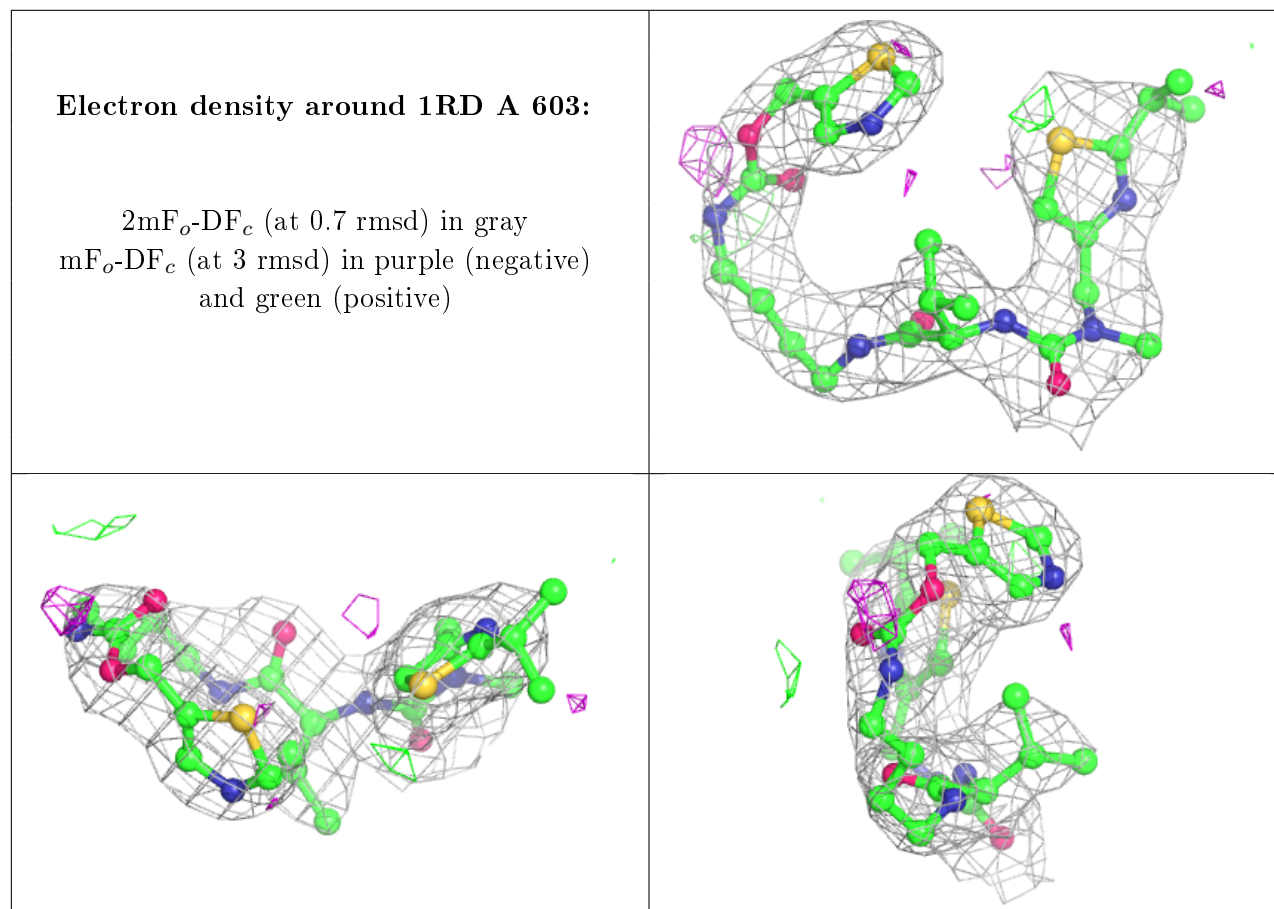 Electron density around 1RD A 603:
2mFₒ-DF𝒸 (at 0.7 rmsd) in gray
mFₒ-DF𝒸 (at 3 rmsd) in purple (negative)
and green (positive)